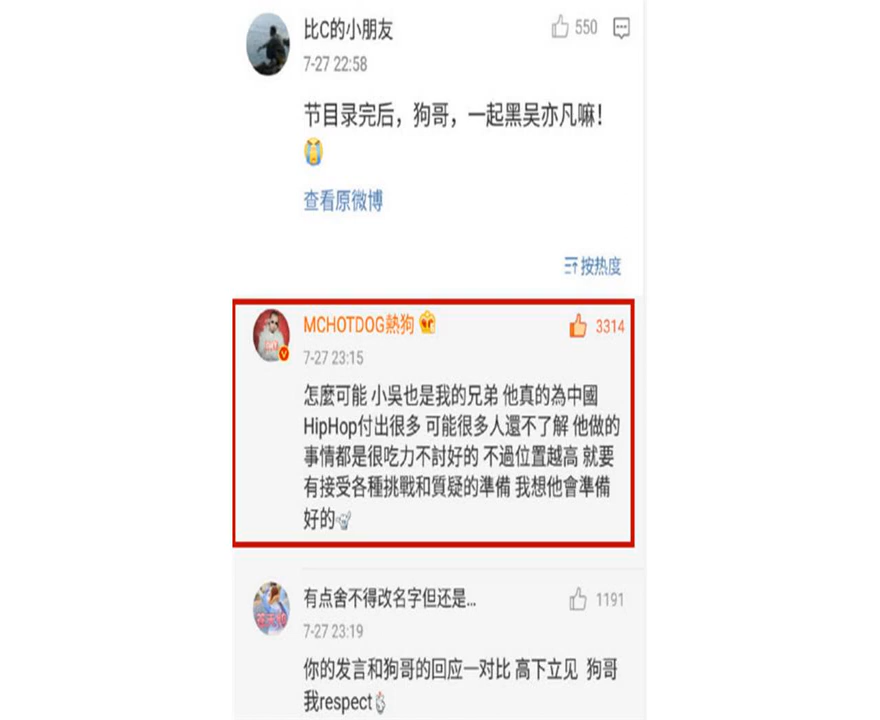 比C的小朋友
550
7-27 22:58
节目录完后，狗哥，一起黑吴亦凡嘛！
查看原微博
按热度
MCHOTDOG熱狗
3314
7-27 23:15
怎麼可能 小吳也是我的兄弟 他真的為中國
HipHop付出很多 可能很多人還不了解 他做的
事情都是很吃力不討好的 不過位置越高 就要
有接受各種挑戰和質疑的準備 我想他會準備
好的
有点舍不得改名字但还是...
1191
7-27 23:19
你的发言和狗哥的回应一对比 高下立见 狗哥
我respect